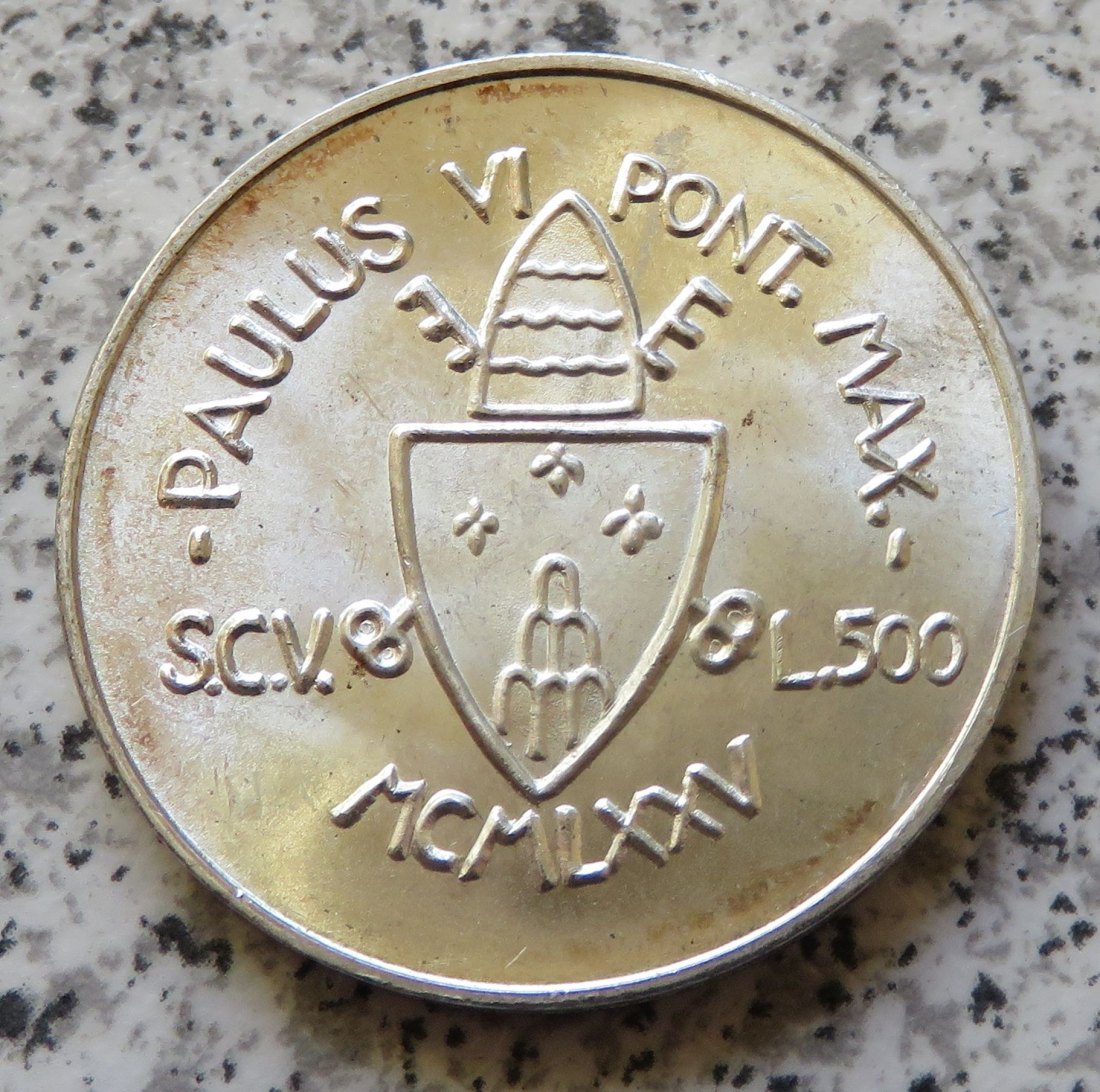 - PAULUS VI PONT. MAX. -
S.C.V. L.500
MCMLXXV